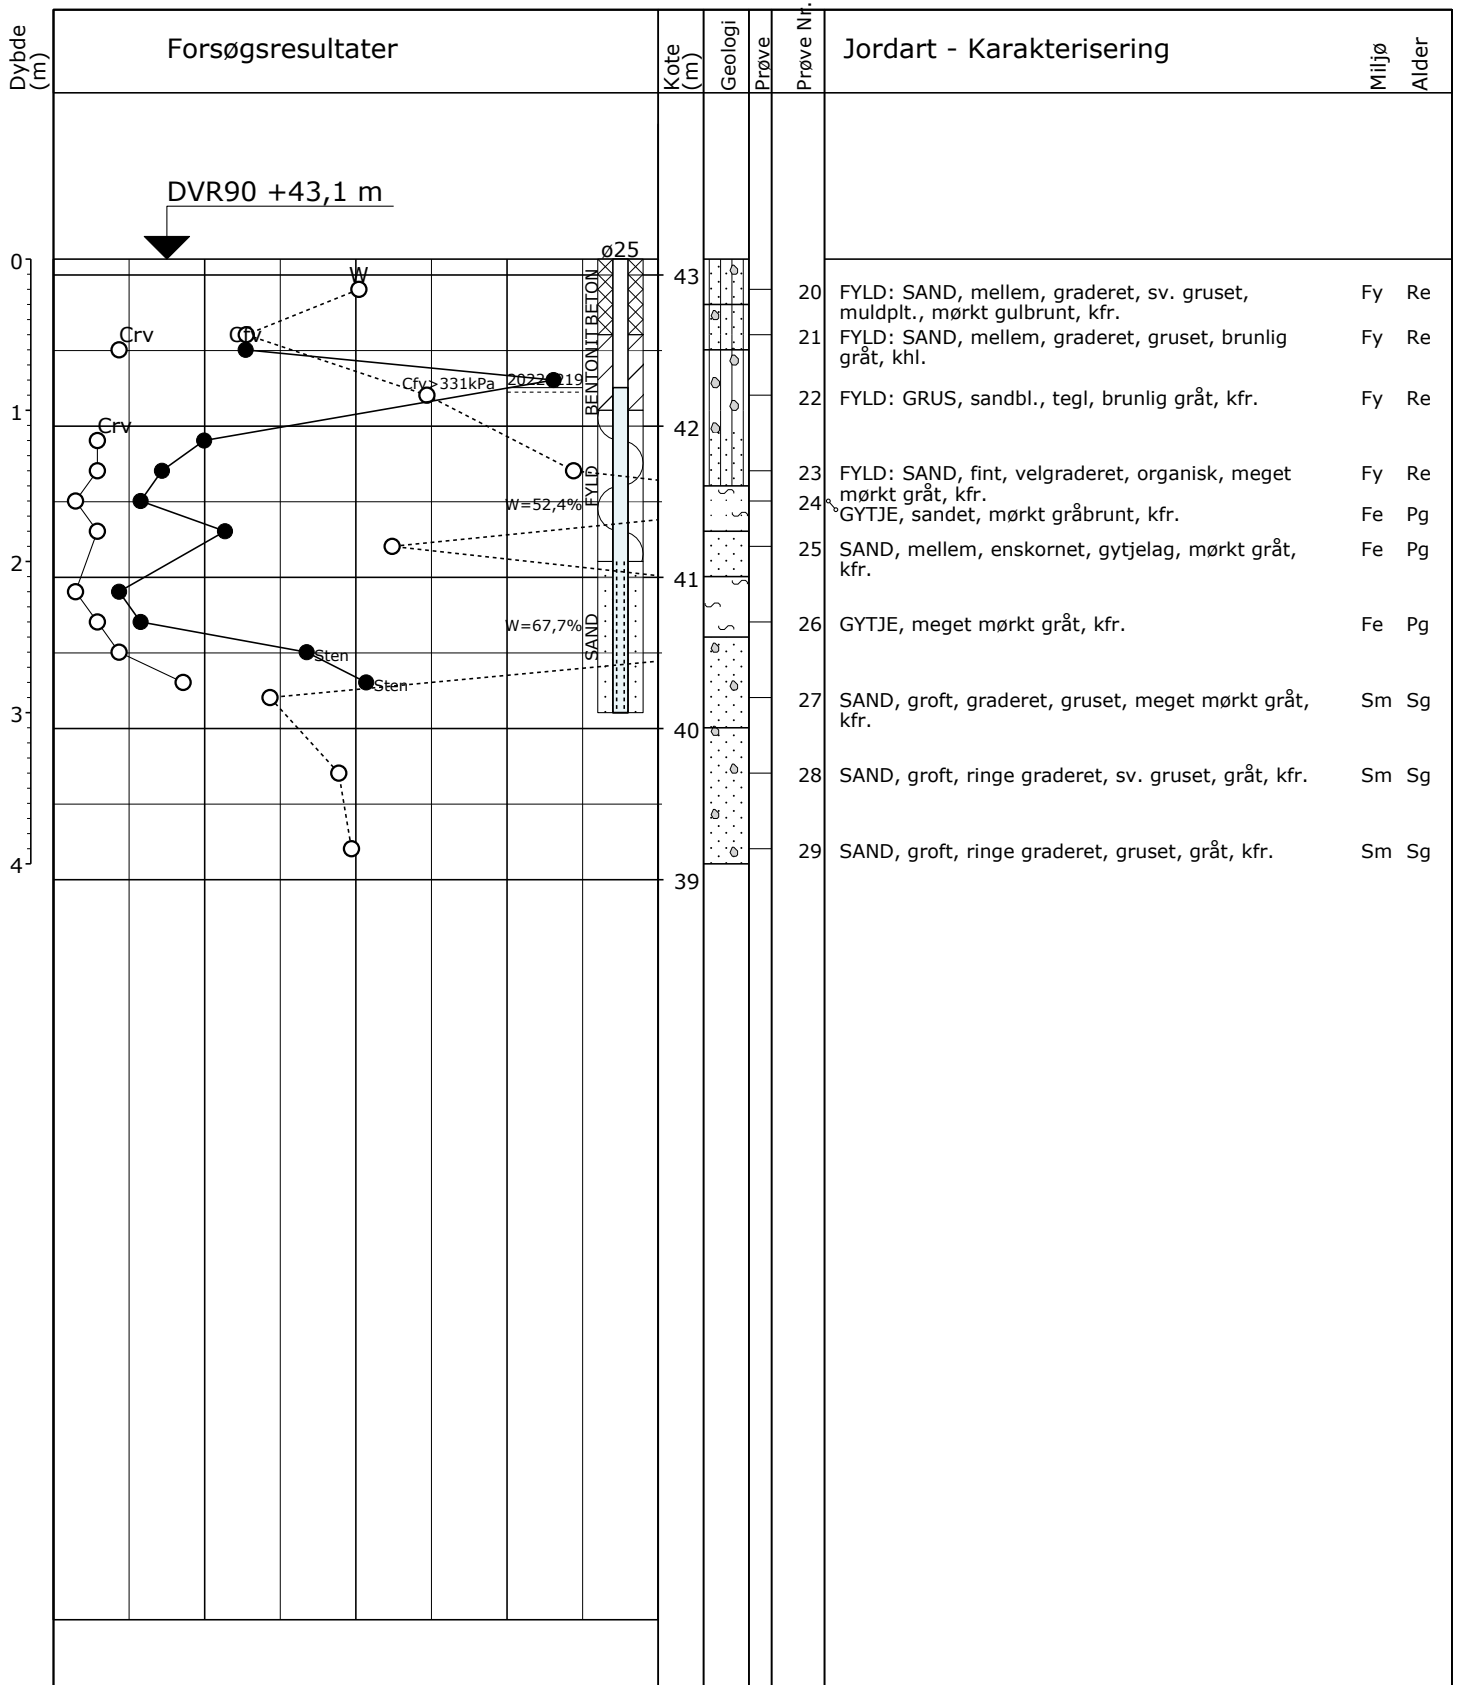 Dybde
(m)
Forsøgsresultater
Kote
(m)
Geologi
Prøve
Prøve Nr.
Jordart - Karakterisering
Miljø
Alder
DVR90 +43,1 m
ø25
0
W
BETON
43
20 FYLD: SAND, mellem, graderet, sv. gruset, Fy Re
muldplt., mørkt gulbrunt, kfr.
Crv
Cfv
BENTONIT
21 FYLD: SAND, mellem, graderet, gruset, brunlig Fy Re
gråt, khl.
Cfv>331kPa
22 FYLD: GRUS, sandbl., tegl, brunlig gråt, kfr. Fy Re
1
Crv
42
FYLD
23 FYLD: SAND, fint, velgraderet, organisk, meget Fy Re
mørkt gråt, kfr.
W=52,4%
24 GYTJE, sandet, mørkt gråbrunt, kfr. Fe Pg
25 SAND, mellem, enskornet, gytjelag, mørkt gråt, Fe Pg
kfr.
2
41
W=67,7%
SAND
26 GYTJE, meget mørkt gråt, kfr. Fe Pg
Sten
Sten
27 SAND, groft, graderet, gruset, meget mørkt gråt, Sm Sg
kfr.
3
40
28 SAND, groft, ringe graderet, sv. gruset, gråt, kfr. Sm Sg
29 SAND, groft, ringe graderet, gruset, gråt, kfr. Sm Sg
4
39